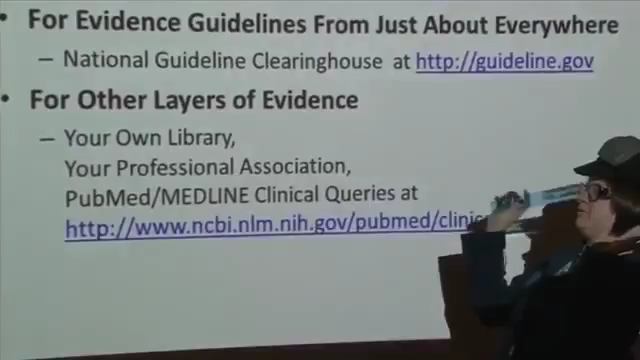 • For Evidence Guidelines From Just About Everywhere
– National Guideline Clearinghouse at http://guideline.gov
• For Other Layers of Evidence
– Your Own Library,
Your Professional Association,
PubMed/MEDLINE Clinical Queries at
http://www.ncbi.nlm.nih.gov/pubmed/clinic